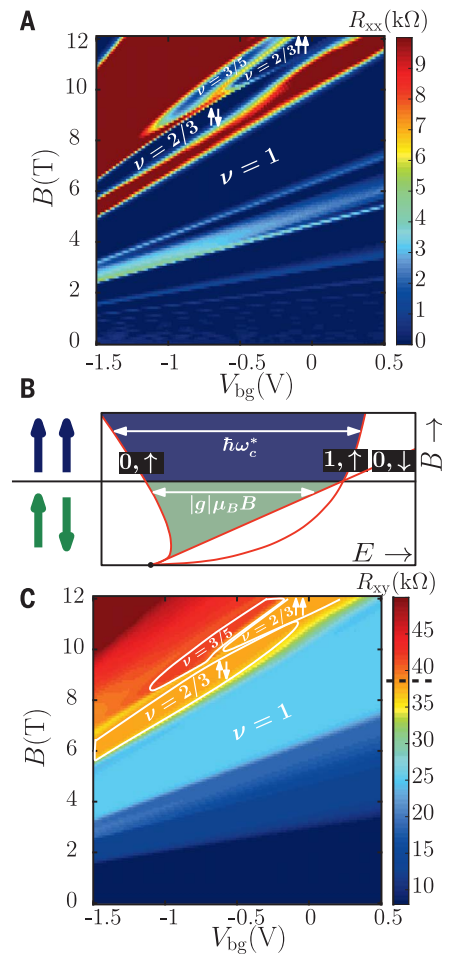 A
R_xx(kΩ)
12
10
8
6
4
2
0
B(T)
ν = 3/5
ν = 2/3
ν = 2/3
ν = 1
-1.5
-1
-0.5
0
0.5
V_bg(V)
9
8
7
6
5
4
3
2
1
0
B
ℏω*_c
0,↑
1,↑
0,↓
|g|μ_B B
B →
E →
C
R_xy(kΩ)
12
10
8
6
4
2
0
B(T)
ν = 3/5
ν = 2/3
ν = 2/3
ν = 1
-1.5
-1
-0.5
0
0.5
V_bg(V)
45
40
35
30
25
20
15
10